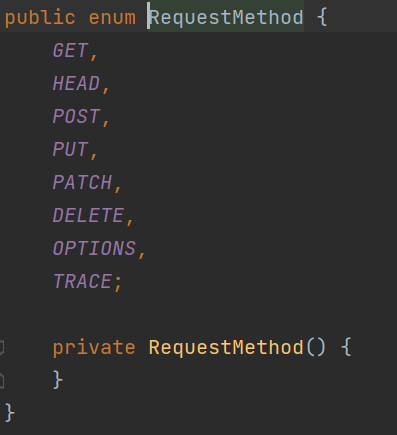 public enum RequestMethod {
    GET,
    HEAD,
    POST,
    PUT,
    PATCH,
    DELETE,
    OPTIONS,
    TRACE;

    private RequestMethod() {
    }
}